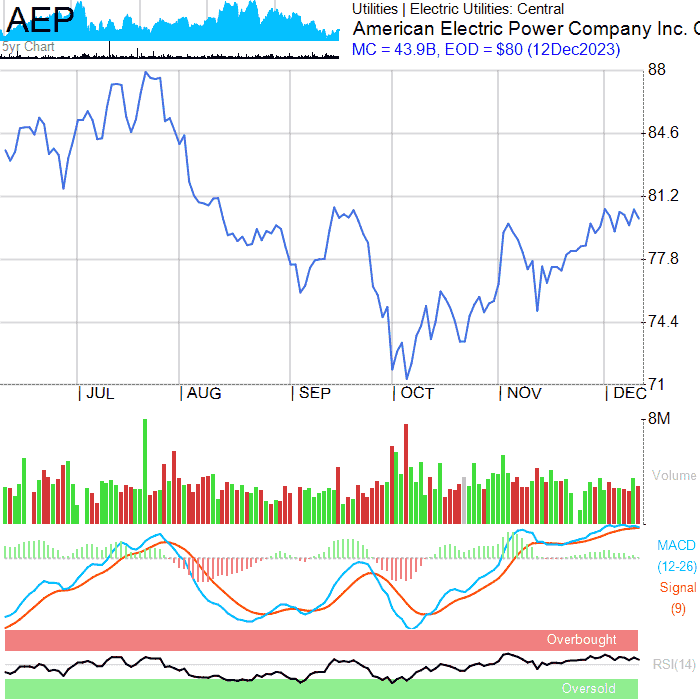 AEP
5yr Chart
Utilities | Electric Utilities: Central
American Electric Power Company Inc. C
MC = 43.9B, EOD = $80 (12Dec2023)
88
84.6
81.2
77.8
74.4
71
| JUL | AUG | SEP | OCT | NOV | DEC
8M
Volume
MACD
(12-26)
Signal
(9)
Overbought
RSI(14)
Oversold